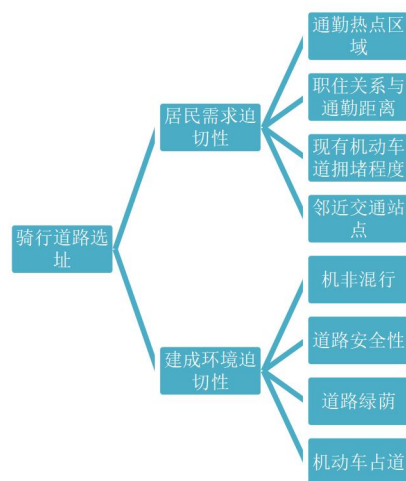 骑行道路选
址
居民需求迫
切性
通勤热点区
域
职住关系与
通勤距离
现有机动车
道拥堵程度
邻近交通站
点
建成环境迫
切性
机非混行
道路安全性
道路绿荫
机动车占道